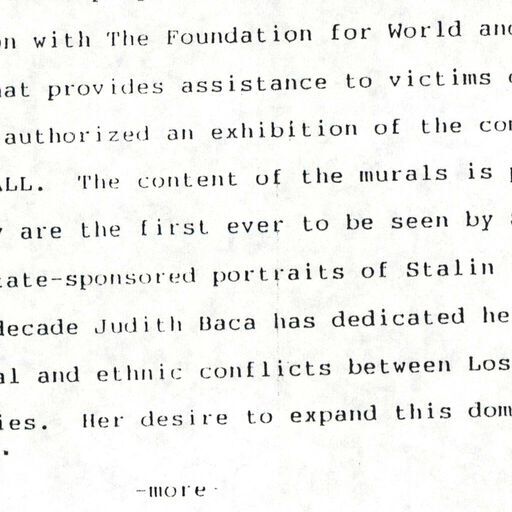 on with The Foundation for World and
hat provides assistance to victims
authorized an exhibition of the con
ALL. The content of the murals is p
y are the first ever to be seen by
tate-sponsored portraits of Stalin
decade Judith Baca has dedicated he
al and ethnic conflicts between Los
ies. Her desire to expand this dom
.
-more-